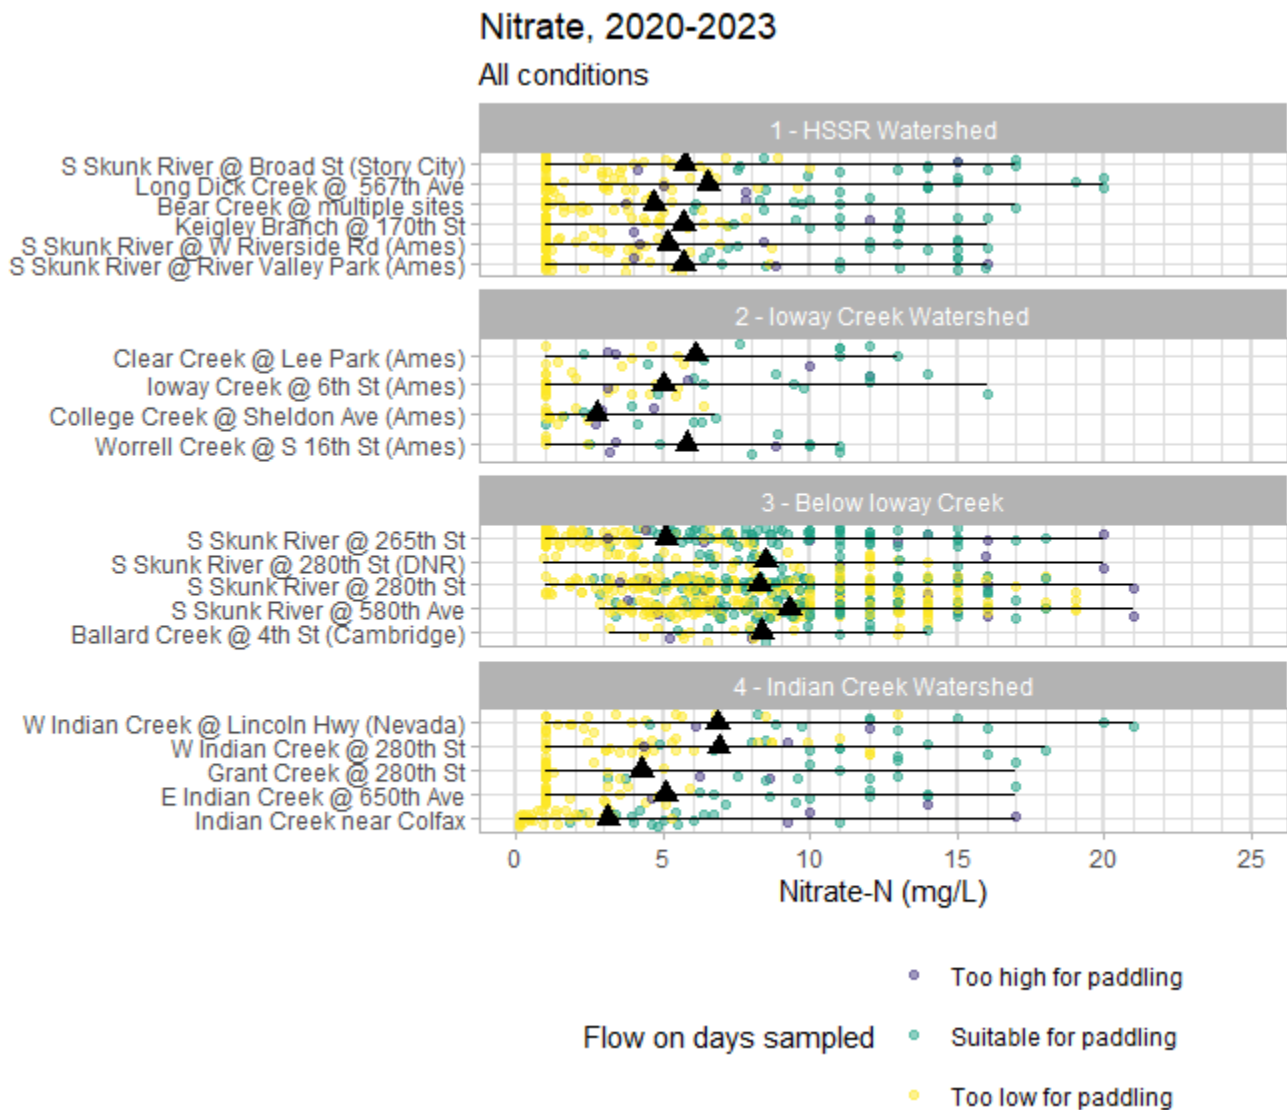 Nitrate, 2020-2023
All conditions
1 - HSSR Watershed
S Skunk River @ Broad St (Story City)
Long Dick Creek @  567th Ave
Bear Creek @ multiple sites
Keigley Branch @ 170th St
S Skunk River @ W Riverside Rd (Ames)
S Skunk River @ River Valley Park (Ames)
2 - Ioway Creek Watershed
Clear Creek @ Lee Park (Ames)
Ioway Creek @ 6th St (Ames)
College Creek @ Sheldon Ave (Ames)
Worrell Creek @ S 16th St (Ames)
3 - Below Ioway Creek
S Skunk River @ 265th St
S Skunk River @ 280th St (DNR)
S Skunk River @ 280th St
S Skunk River @ 580th Ave
Ballard Creek @ 4th St (Cambridge)
4 - Indian Creek Watershed
W Indian Creek @ Lincoln Hwy (Nevada)
W Indian Creek @ 280th St
Grant Creek @ 280th St
E Indian Creek @ 650th Ave
Indian Creek near Colfax
0 5 10 15 20 25
Nitrate-N (mg/L)
Flow on days sampled
Too high for paddling
Suitable for paddling
Too low for paddling